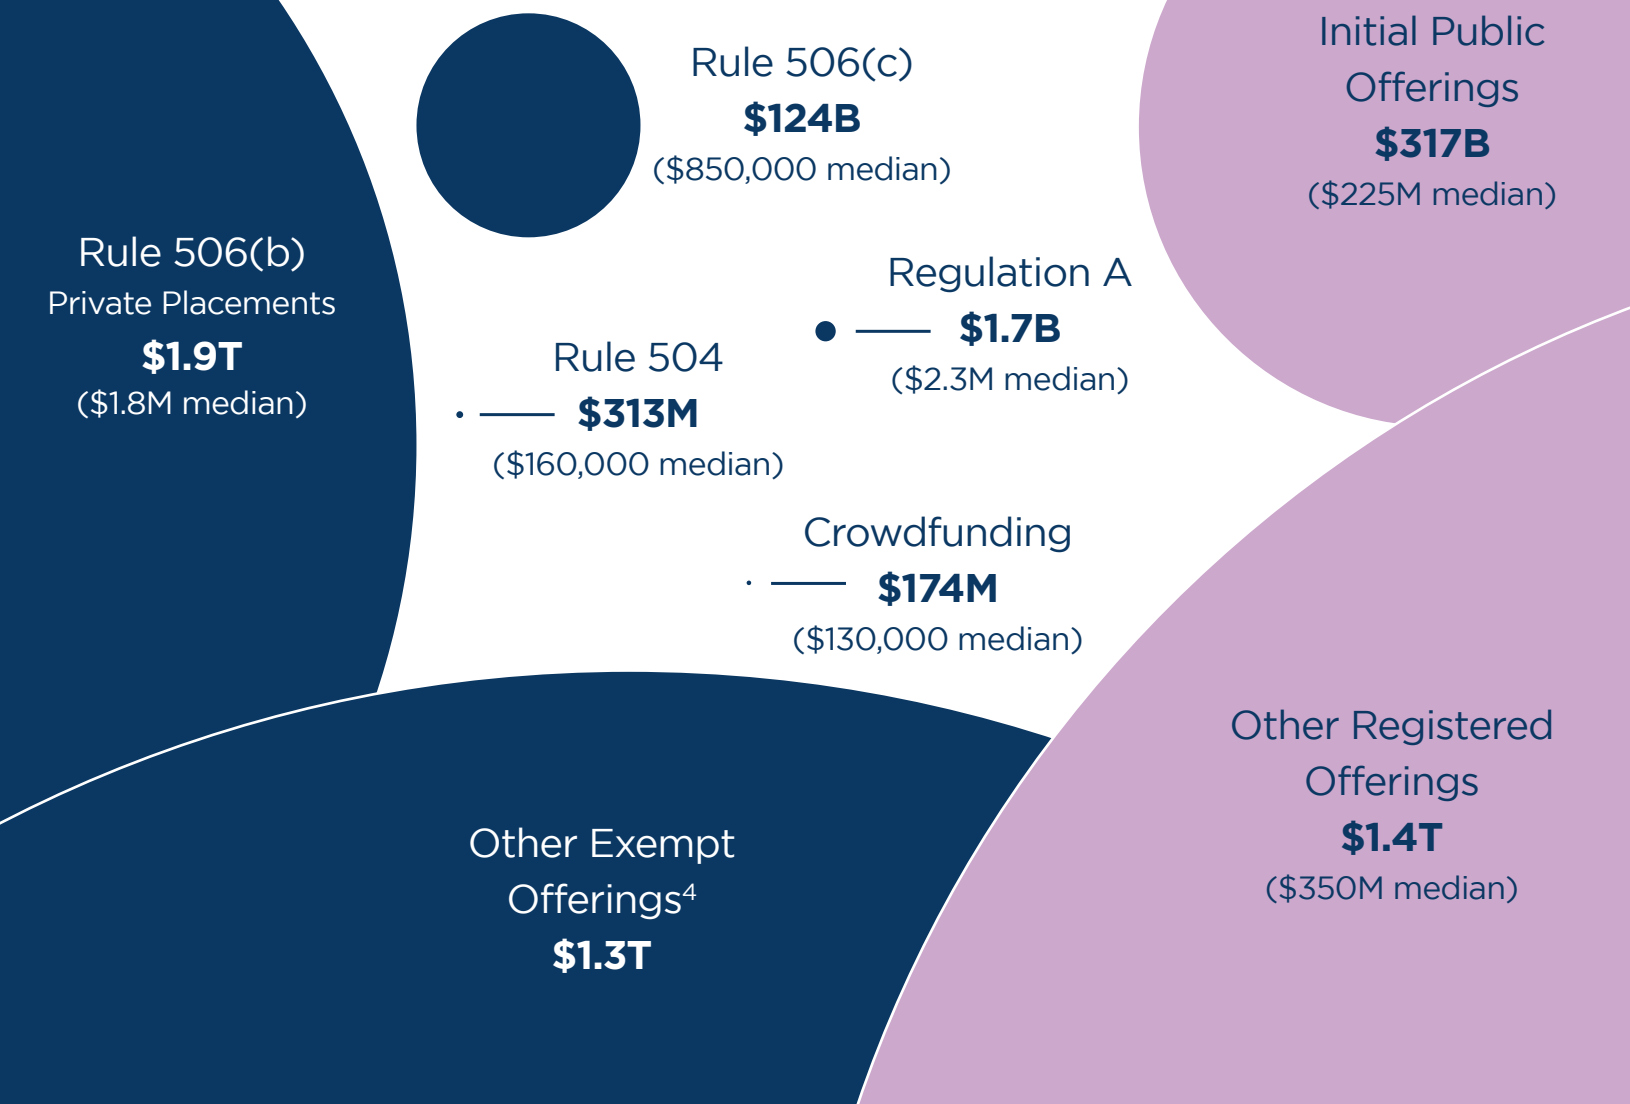 Rule 506(c)
$124B
($850,000 median)
Initial Public
Offerings
$317B
($225M median)
Rule 506(b)
Private Placements
$1.9T
($1.8M median)
Regulation A
$1.7B
($2.3M median)
Rule 504
$313M
($160,000 median)
Crowdfunding
$174M
($130,000 median)
Other Registered
Offerings
$1.4T
($350M median)
Other Exempt
Offerings⁴
$1.3T